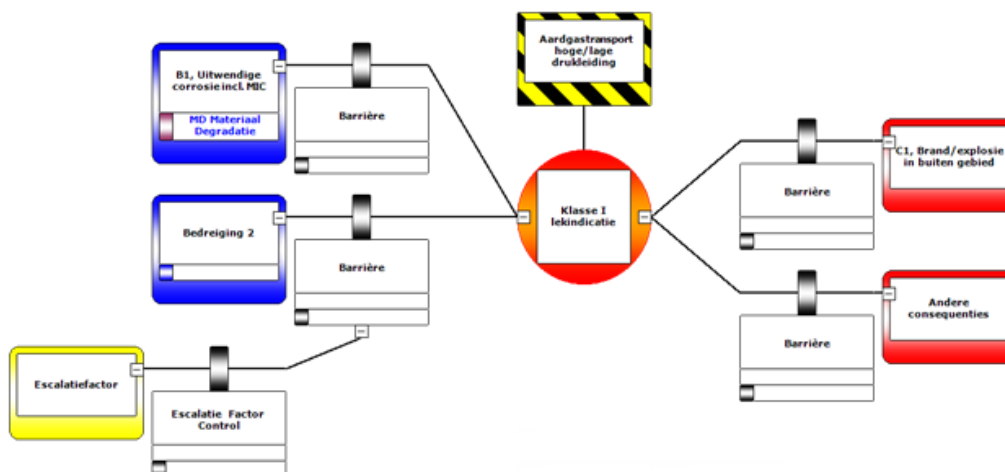 Aardgastransport
hoge/lage
drukleiding
B1, Uitwendige
corrosie incl. MIC
MD Materiaal
Degradatie
Barrière
Klasse I
lekindicatie
Barrière
C1, Brand/explosie
in buiten gebied
Bedreiging 2
Barrière
Barrière
Andere
consequenties
Escalatiefactor
Escalatie Factor
Control